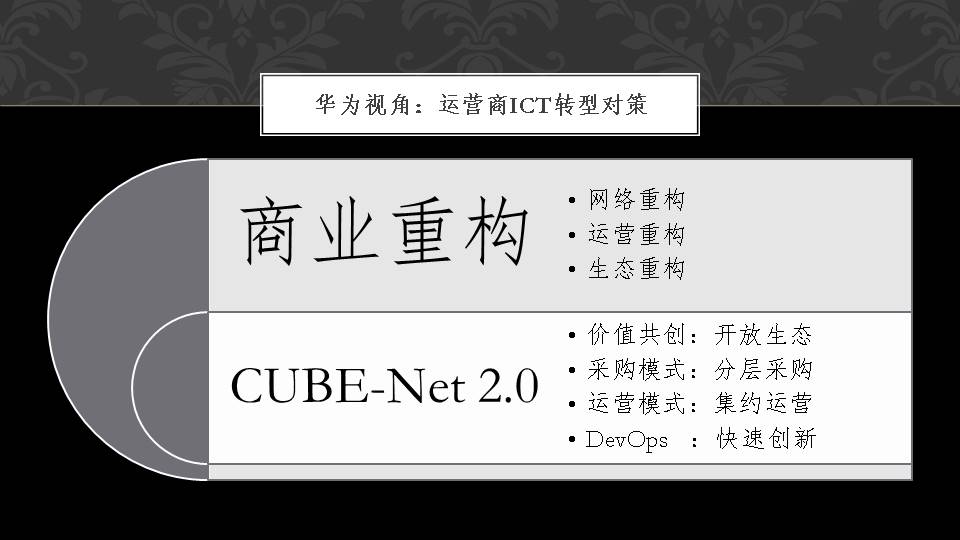 华为视角：运营商ICT转型对策
商业重构
• 网络重构
• 运营重构
• 生态重构
CUBE-Net 2.0
• 价值共创：开放生态
• 采购模式：分层采购
• 运营模式：集约运营
• DevOps ：快速创新